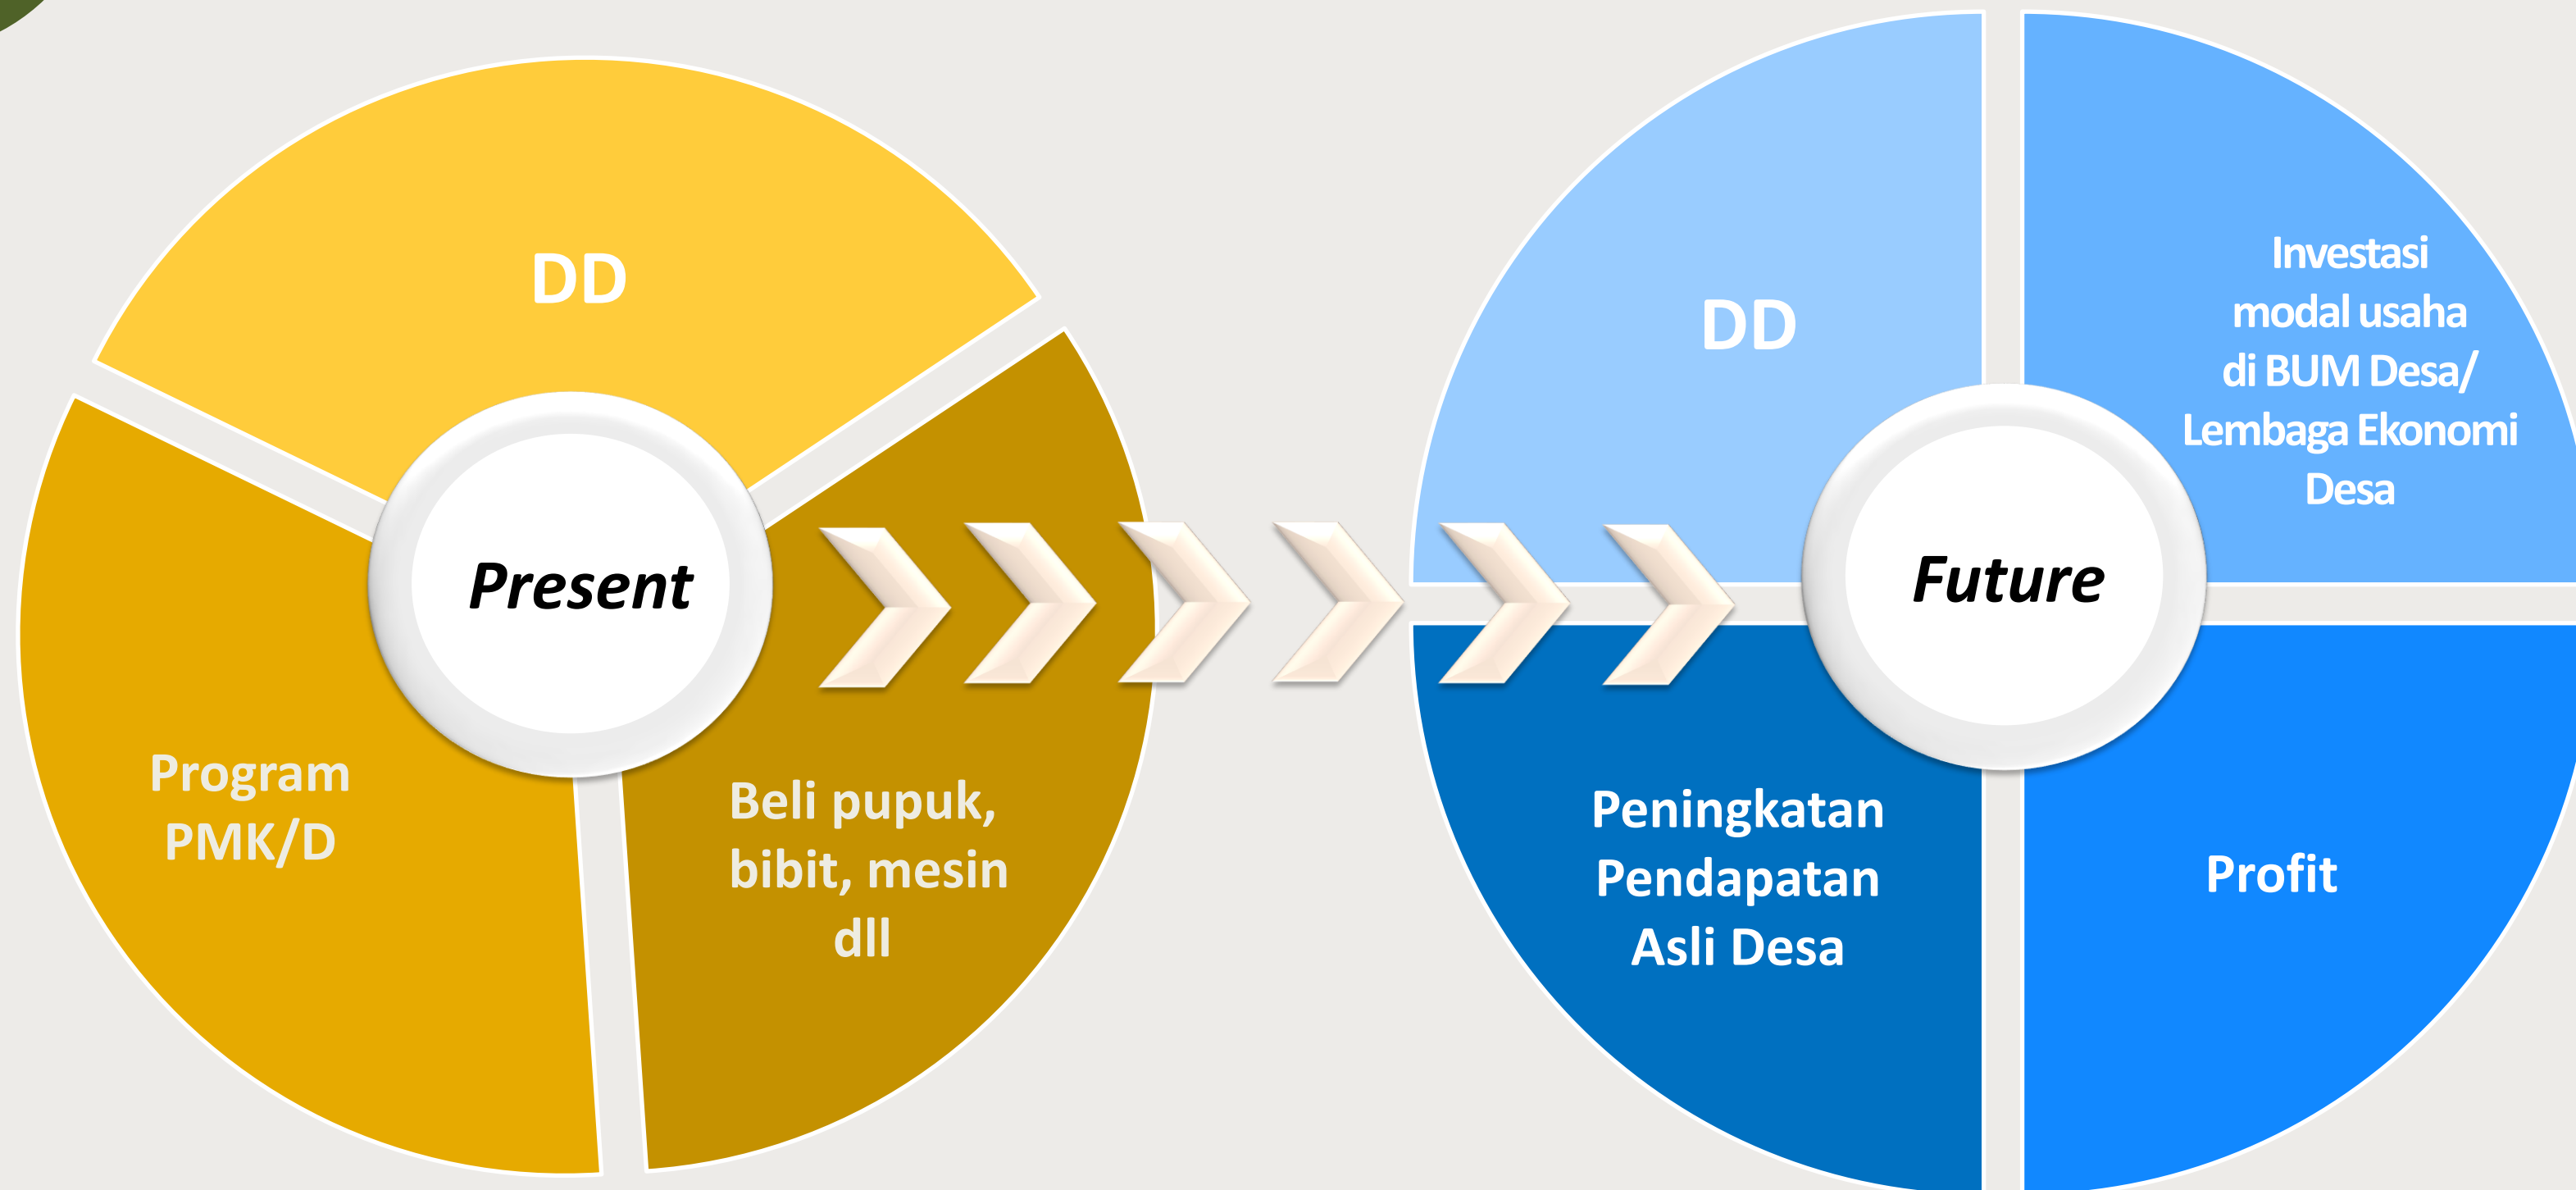 DD
Present
Program
PMK/D
Beli pupuk,
bibit, mesin
dll
DD
Investasi
modal usaha
di BUM Desa/
Lembaga Ekonomi
Desa
Future
Peningkatan
Pendapatan
Asli Desa
Profit